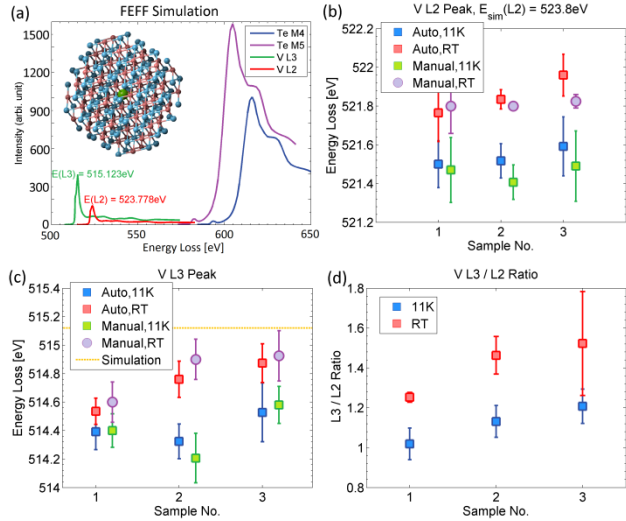 (a)
FEFF Simulation
Intensity (arb. unit)
1500
1200
900
600
300
0
Te M4
Te M5
V L3
V L2
E(L3) = 515.123eV
E(L2) = 523.778eV
500
550
600
650
Energy Loss [eV]
(b)
V L2 Peak, Esim(L2) = 523.8eV
Energy Loss [eV]
522.2
522
521.8
521.6
521.4
521.2
Auto,11K
Auto,RT
Manual,11K
Manual,RT
1
2
3
Sample No.
(c)
V L3 Peak
Energy Loss [eV]
515.4
515.2
515
514.8
514.6
514.4
514.2
514
Auto,11K
Auto,RT
Manual,11K
Manual,RT
Simulation
1
2
3
Sample No.
(d)
V L3 / L2 Ratio
L3 / L2 Ratio
1.8
1.6
1.4
1.2
1
0.8
11K
RT
1
2
3
Sample No.